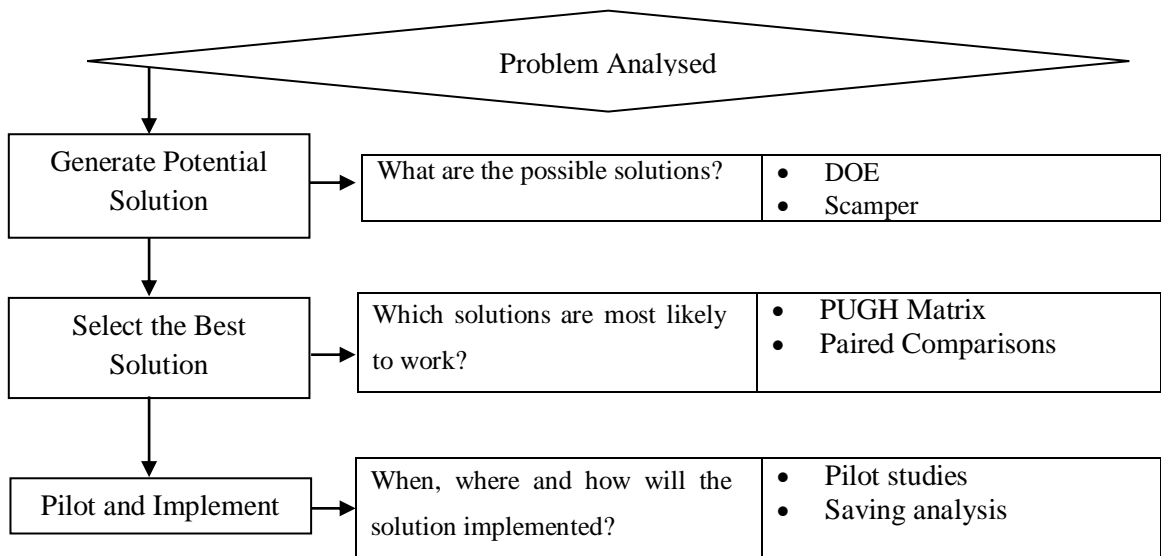 Problem Analysed
Generate Potential
Solution
What are the possible solutions?
• DOE
• Scamper
Select the Best
Solution
Which solutions are most likely
to work?
• PUGH Matrix
• Paired Comparisons
Pilot and Implement
When, where and how will the
solution implemented?
• Pilot studies
• Saving analysis